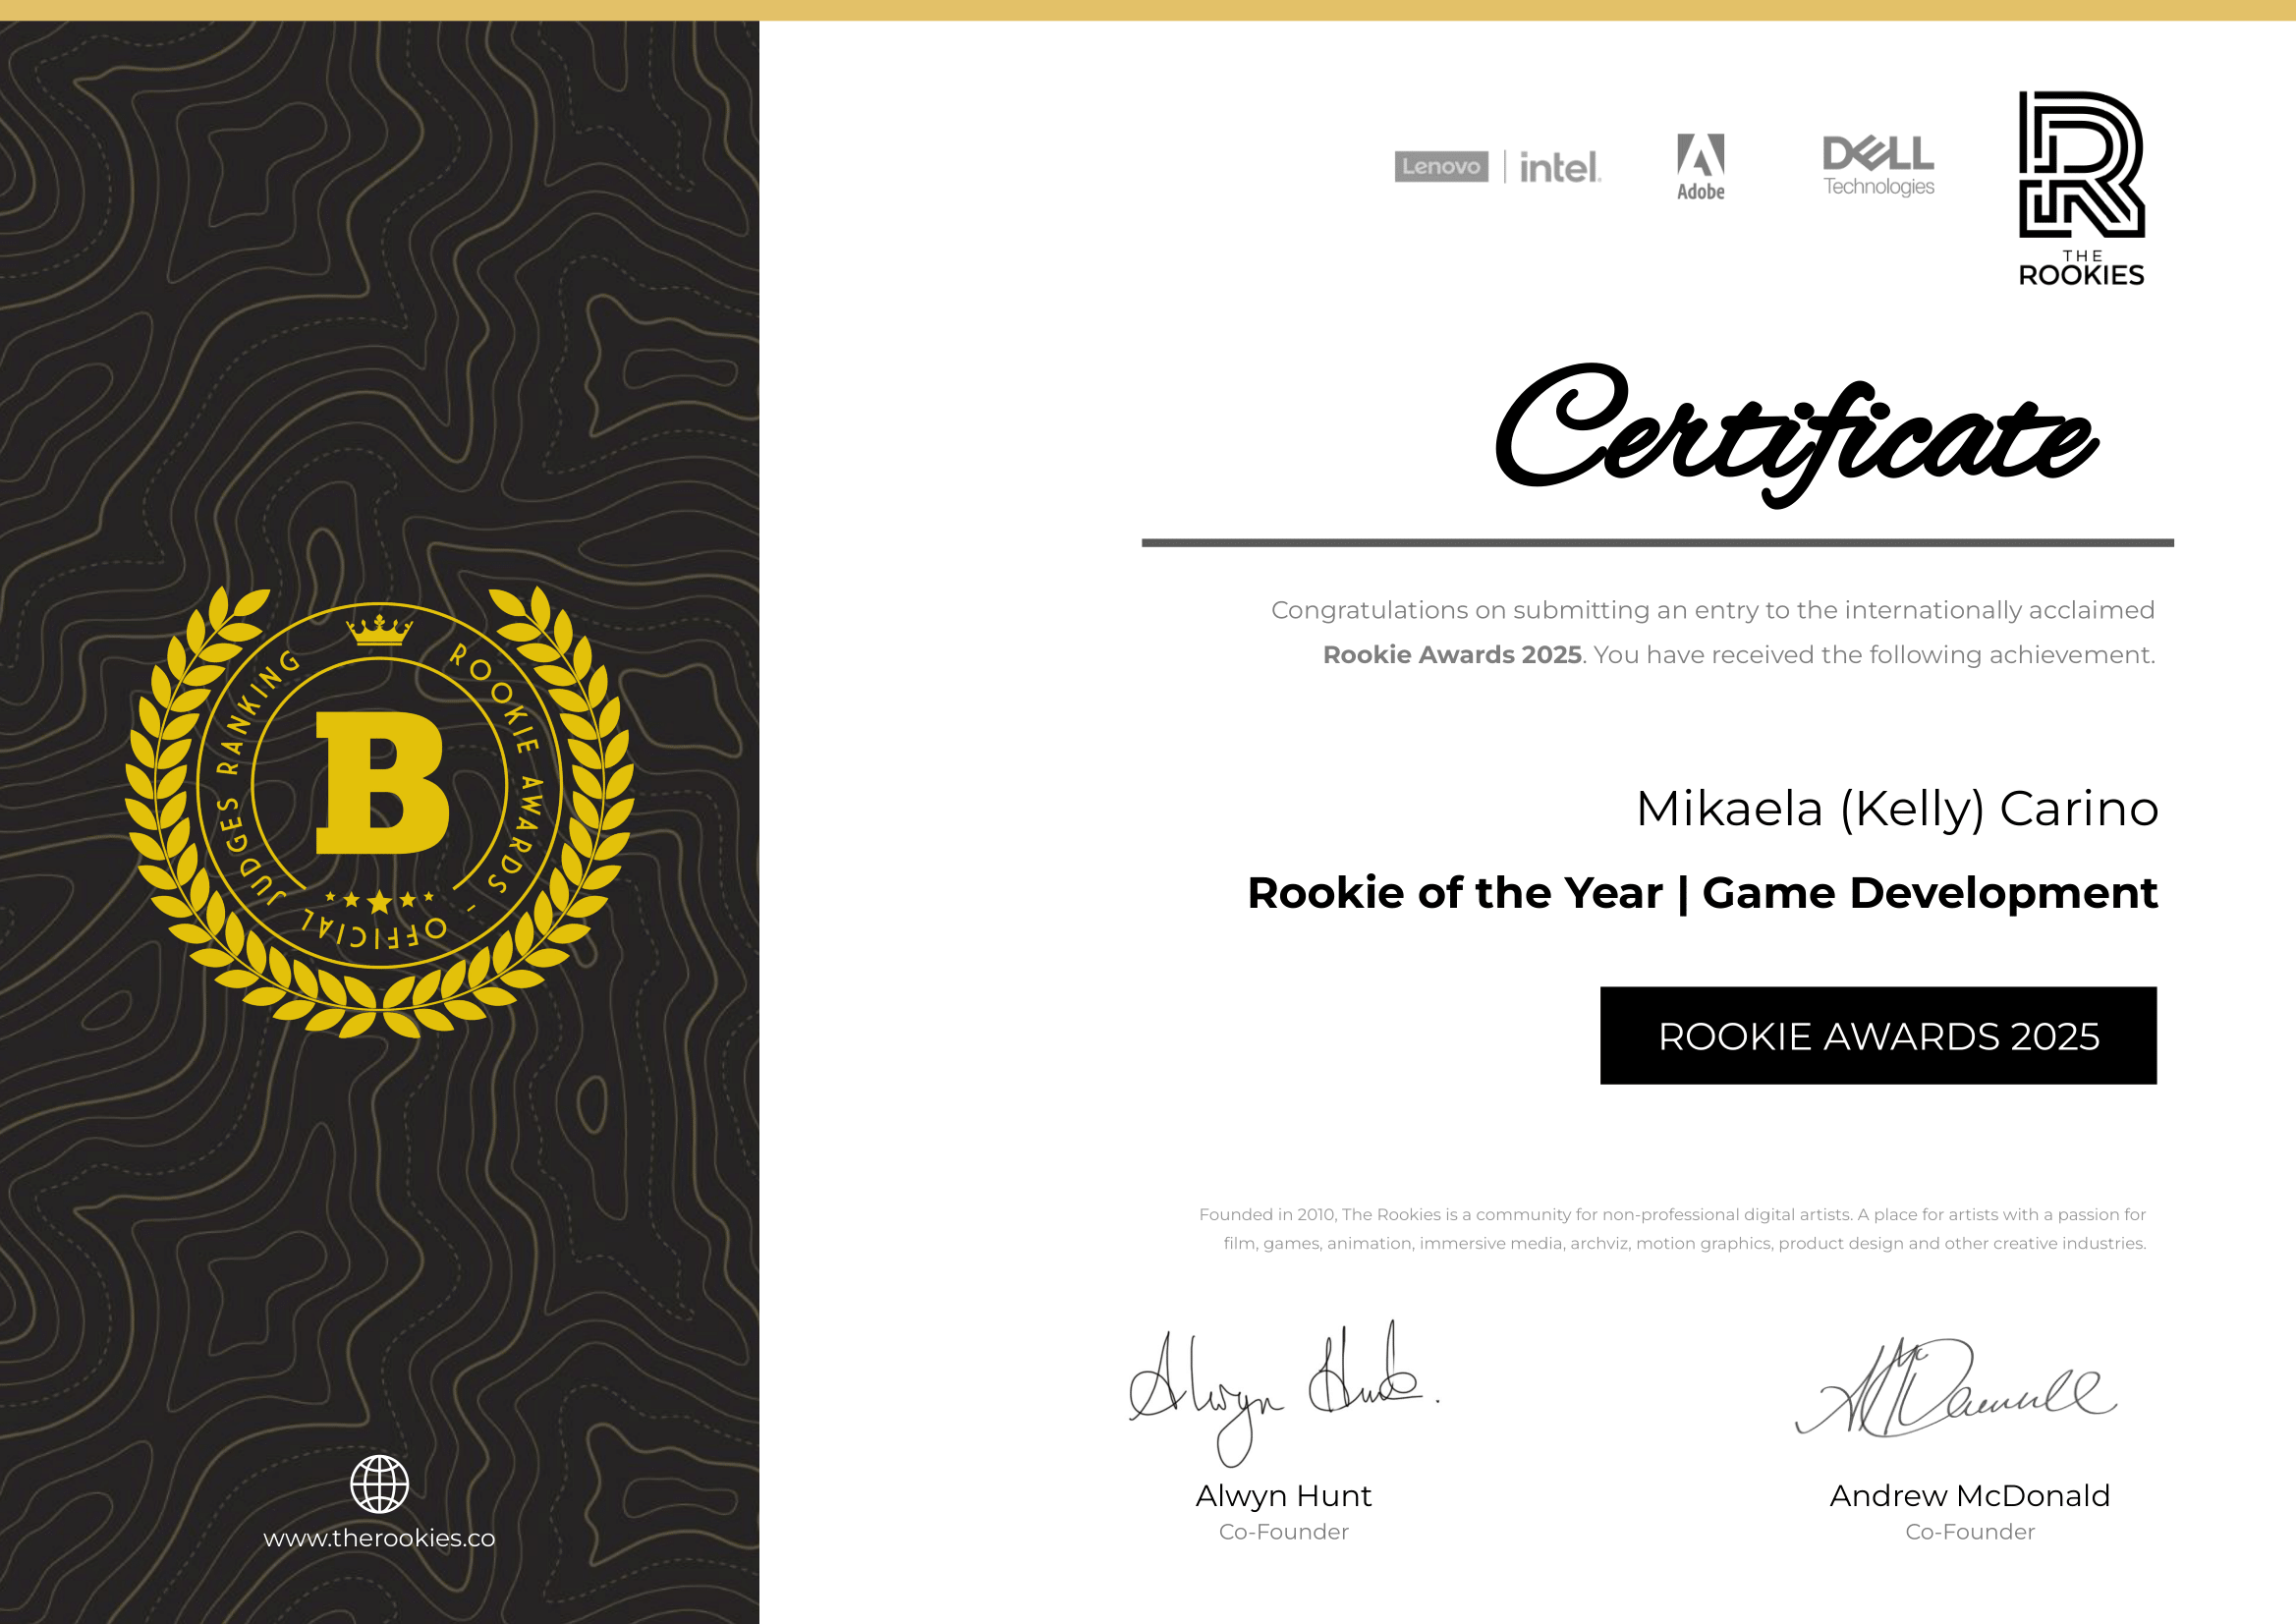 Lenovo | intel.
Adobe
DELL
Technologies
THE
ROOKIES
Certificate
Congratulations on submitting an entry to the internationally acclaimed
Rookie Awards 2025. You have received the following achievement.
ROOKIE AWARDS - OFFICIAL JUDGES RANKING
B
Mikaela (Kelly) Carino
Rookie of the Year | Game Development
ROOKIE AWARDS 2025
Founded in 2010, The Rookies is a community for non-professional digital artists. A place for artists with a passion for
film, games, animation, immersive media, archviz, motion graphics, product design and other creative industries.
Alwyn Hunt.
A McDonald
Alwyn Hunt
Co-Founder
Andrew McDonald
Co-Founder
www.therookies.co